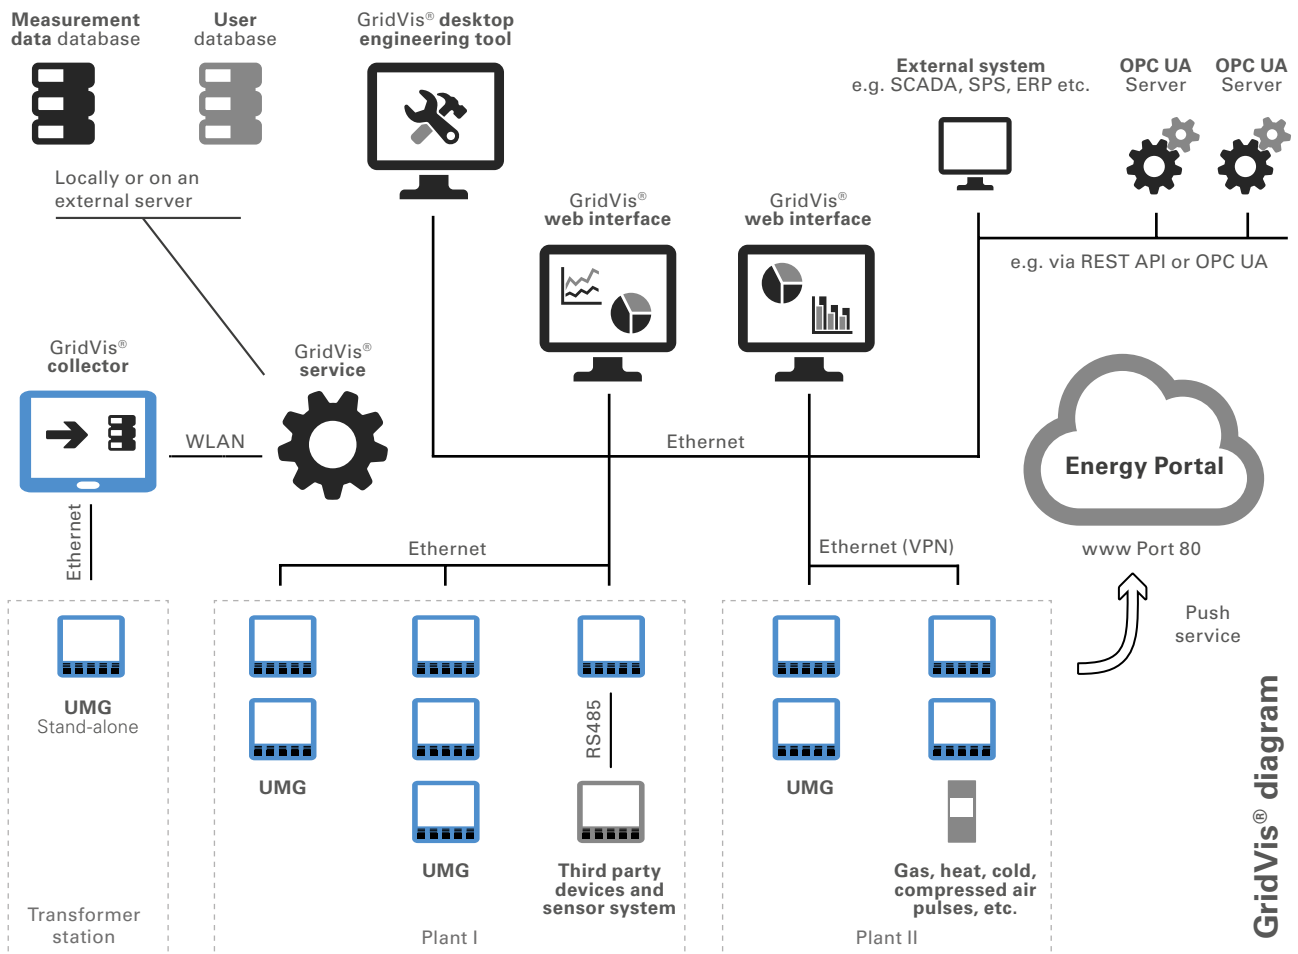 Measurement
data database
User
database
GridVis® desktop
engineering tool
External system
e.g. SCADA, SPS, ERP etc.
OPC UA
Server
OPC UA
Server
Locally or on an
external server
GridVis®
web interface
GridVis®
web interface
e.g. via REST API or OPC UA
GridVis®
collector
GridVis®
service
WLAN
Ethernet
Energy Portal
www Port 80
Ethernet
Ethernet
Ethernet (VPN)
Push
service
UMG
Stand-alone
RS485
UMG
UMG
UMG
Third party
devices and
sensor system
Gas, heat, cold,
compressed air
pulses, etc.
Transformer
station
Plant I
Plant II
GridVis® diagram